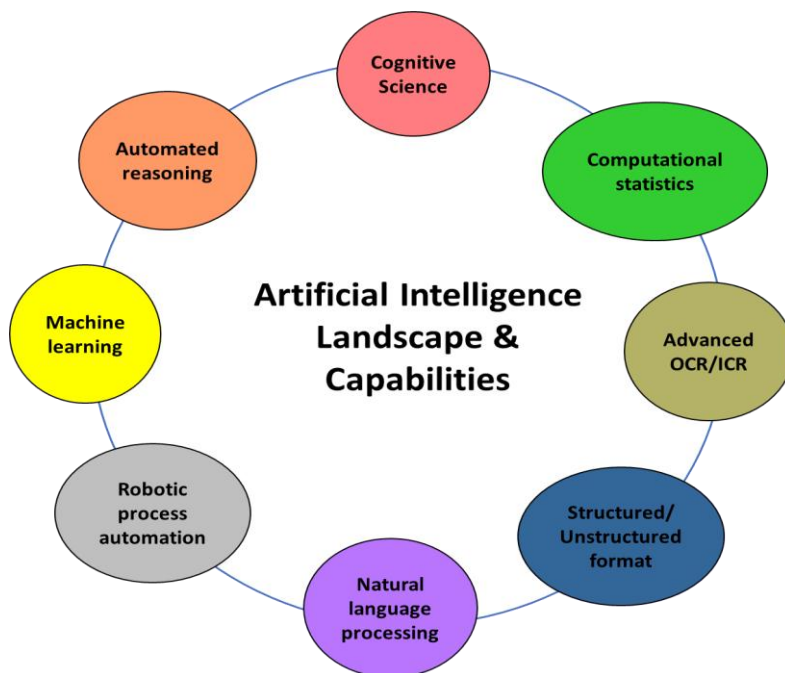 Cognitive
Science
Computational
statistics
Advanced
OCR/ICR
Structured/
Unstructured
format
Natural
language
processing
Robotic
process
automation
Machine
learning
Automated
reasoning
Artificial Intelligence
Landscape &
Capabilities